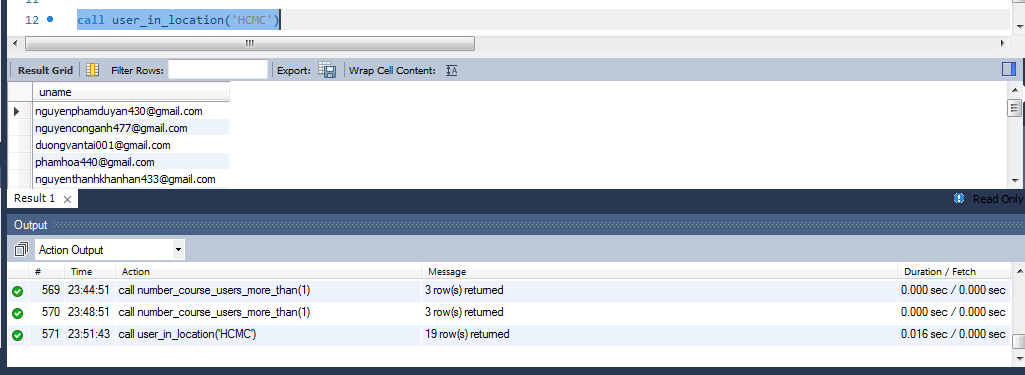 12 call user_in_location('HCMC')
Result Grid Filter Rows: Export: Wrap Cell Content:
uname
nguyenphamduyan430@gmail.com
nguyenconganh477@gmail.com
duongvantai001@gmail.com
phamhoa440@gmail.com
nguyenthanhkhanhan433@gmail.com
Result 1 × Read Only
Output
Action Output
# Time Action Message Duration / Fetch
569 23:44:51 call number_course_users_more_than(1) 3 row(s) returned 0.000 sec / 0.000 sec
570 23:48:51 call number_course_users_more_than(1) 3 row(s) returned 0.000 sec / 0.000 sec
571 23:51:43 call user_in_location('HCMC') 19 row(s) returned 0.016 sec / 0.000 sec